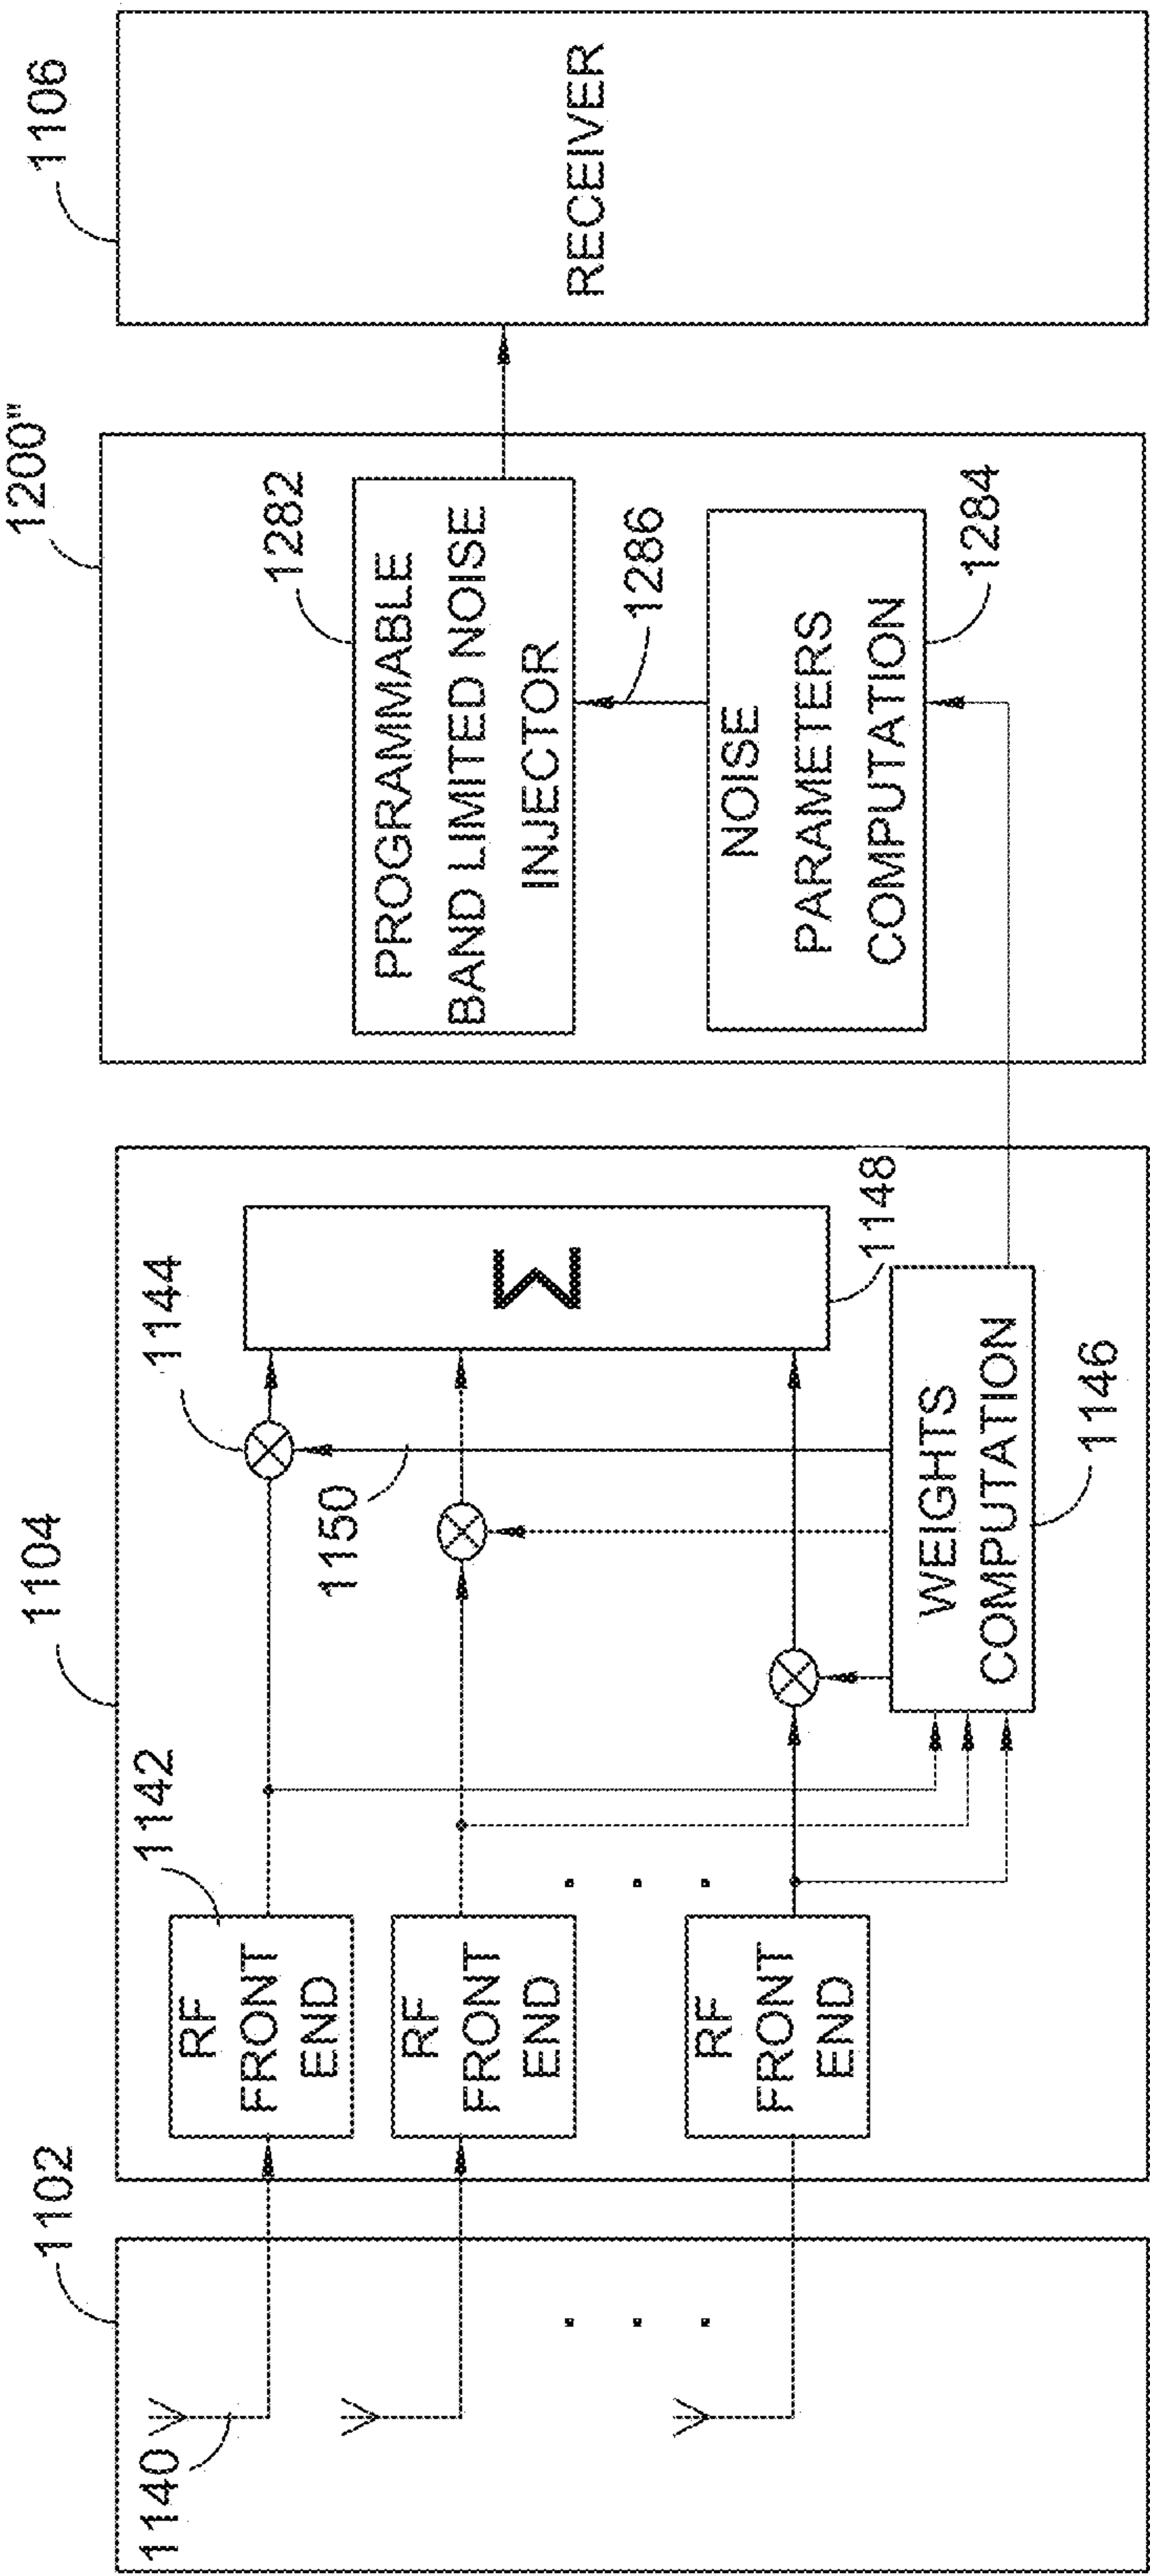 1102
1104
1200"
1106
1140
1142
1144
1282
RF
FRONT
END
RF
FRONT
END
RF
FRONT
END
. . .
. . .
1150
Σ
1148
WEIGHTS
COMPUTATION
1146
PROGRAMMABLE
BAND LIMITED NOISE
INJECTOR
1286
NOISE
PARAMETERS
COMPUTATION
1284
RECEIVER